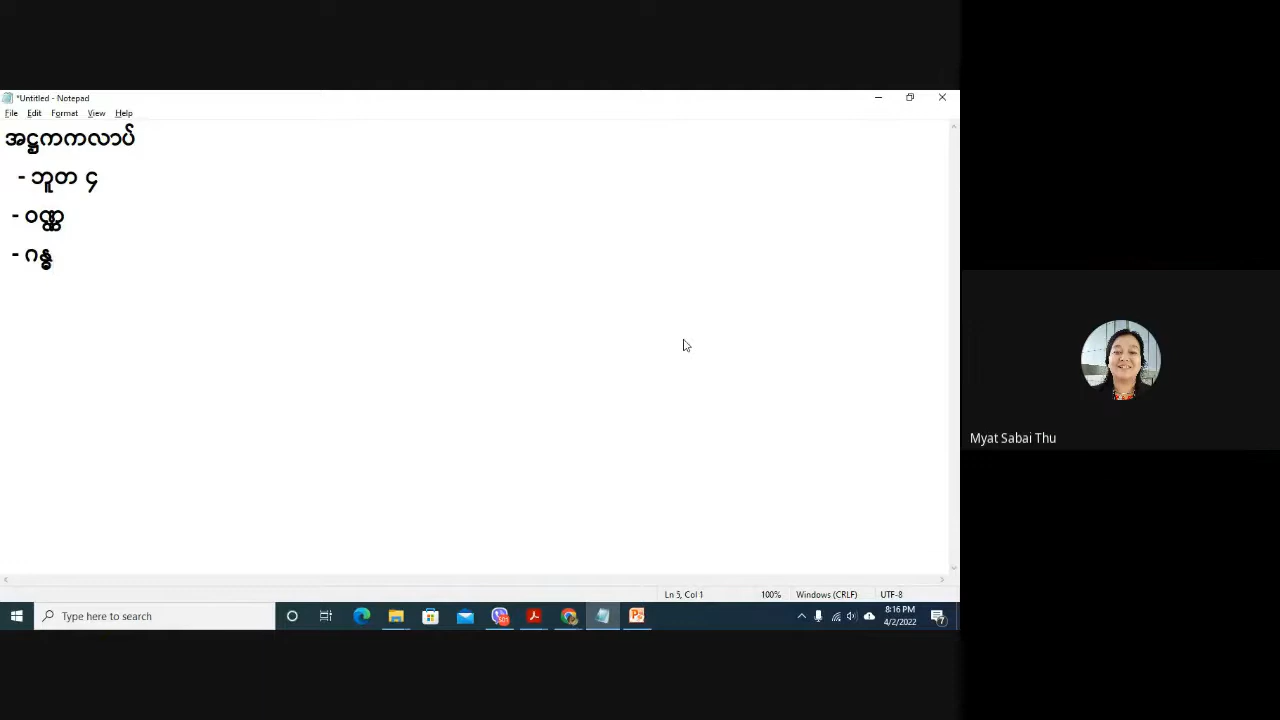 *Untitled - Notepad
File Edit Format View Help
အဋ္ဌကကလာပ်
- ဘူတ ၄
- ဝဏ္ဏ
- ဂန္ဓ
Myat Sabai Thu
Ln 5, Col 1 100% Windows (CRLF) UTF-8
Type here to search
8:16 PM
4/2/2022